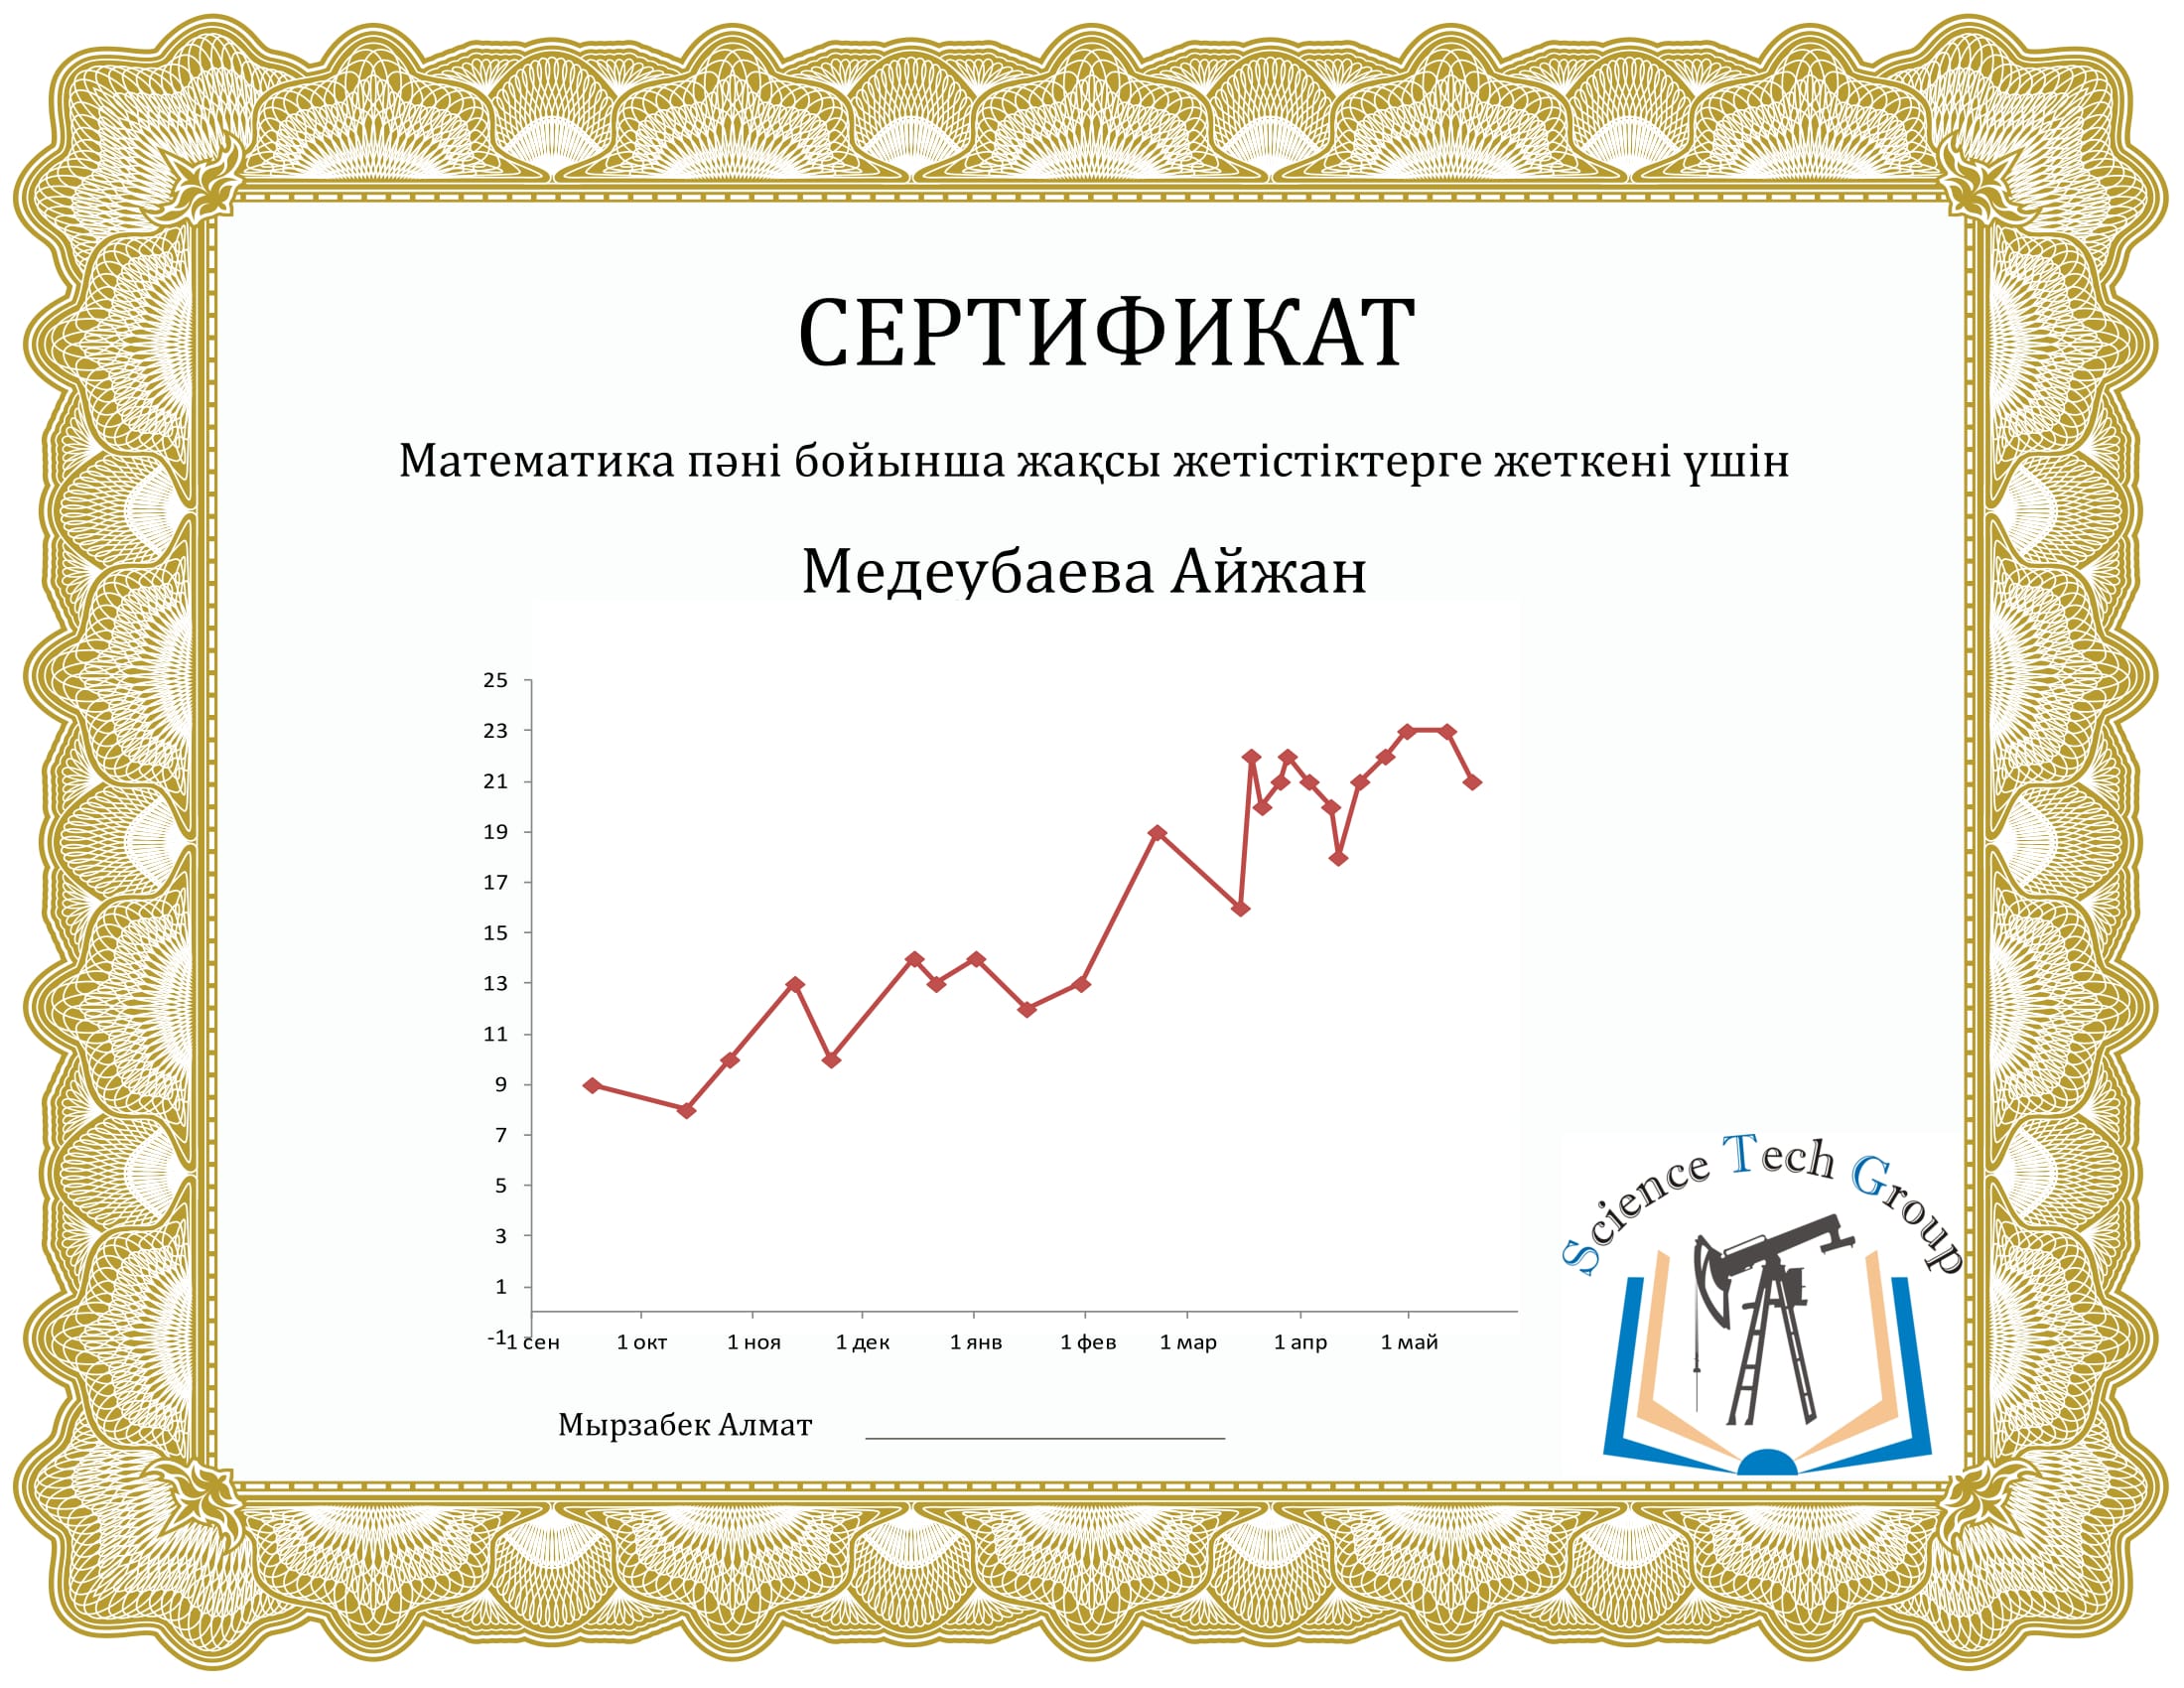 СЕРТИФИКАТ
Математика пәні бойынша жақсы жетістіктерге жеткені үшін
Медеубаева Айжан
25
23
21
19
17
15
13
11
9
7
5
3
1
-1
1 сен 1 окт 1 ноя 1 дек 1 янв 1 фев 1 мар 1 апр 1 май
Science Tech Group
Мырзабек Алмат